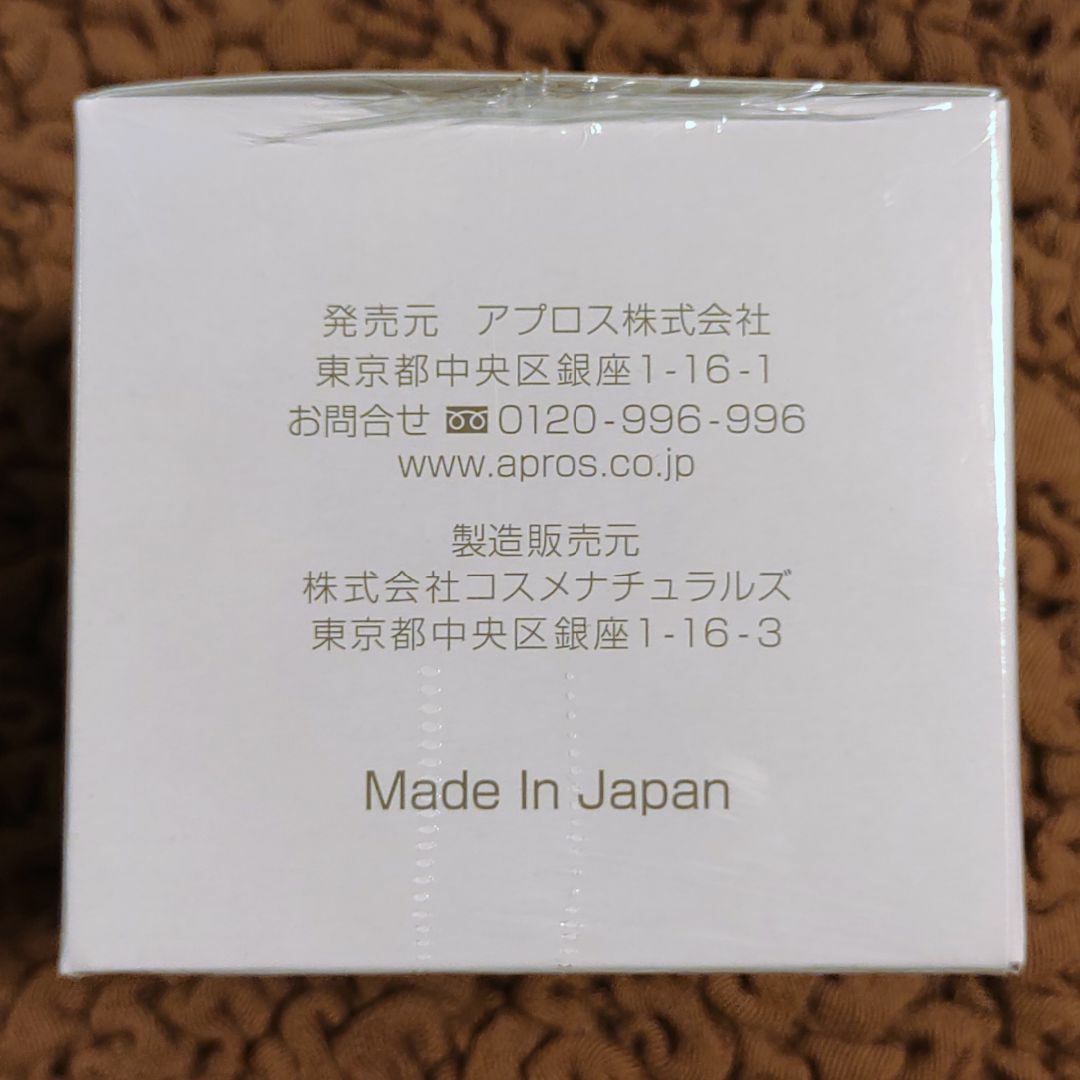 発売元　アプロス株式会社
東京都中央区銀座1-16-1
お問合せ 0120-996-996
www.apros.co.jp
製造販売元
株式会社コスメナチュラルズ
東京都中央区銀座1-16-3
Made In Japan